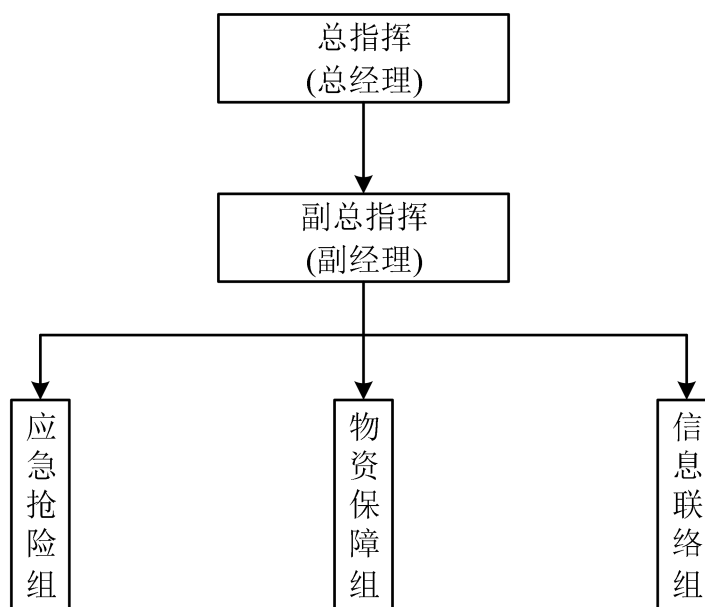 总指挥
(总经理)
副总指挥
(副经理)
应急抢险组
物资保障组
信息联络组